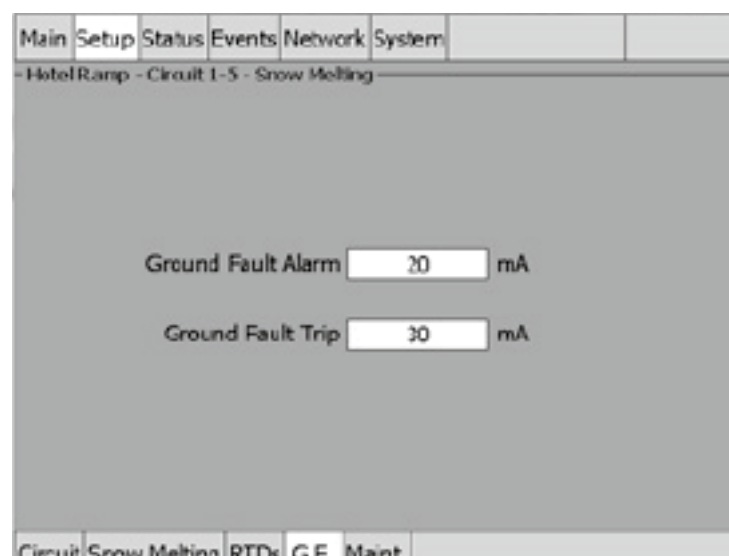 Main Setup Status Events Network System
Hotel Ramp - Circuit 1-5 - Snow Melting
Ground Fault Alarm 20 mA
Ground Fault Trip 30 mA
Circuit Snow Melting RTDs G.F. Maint.